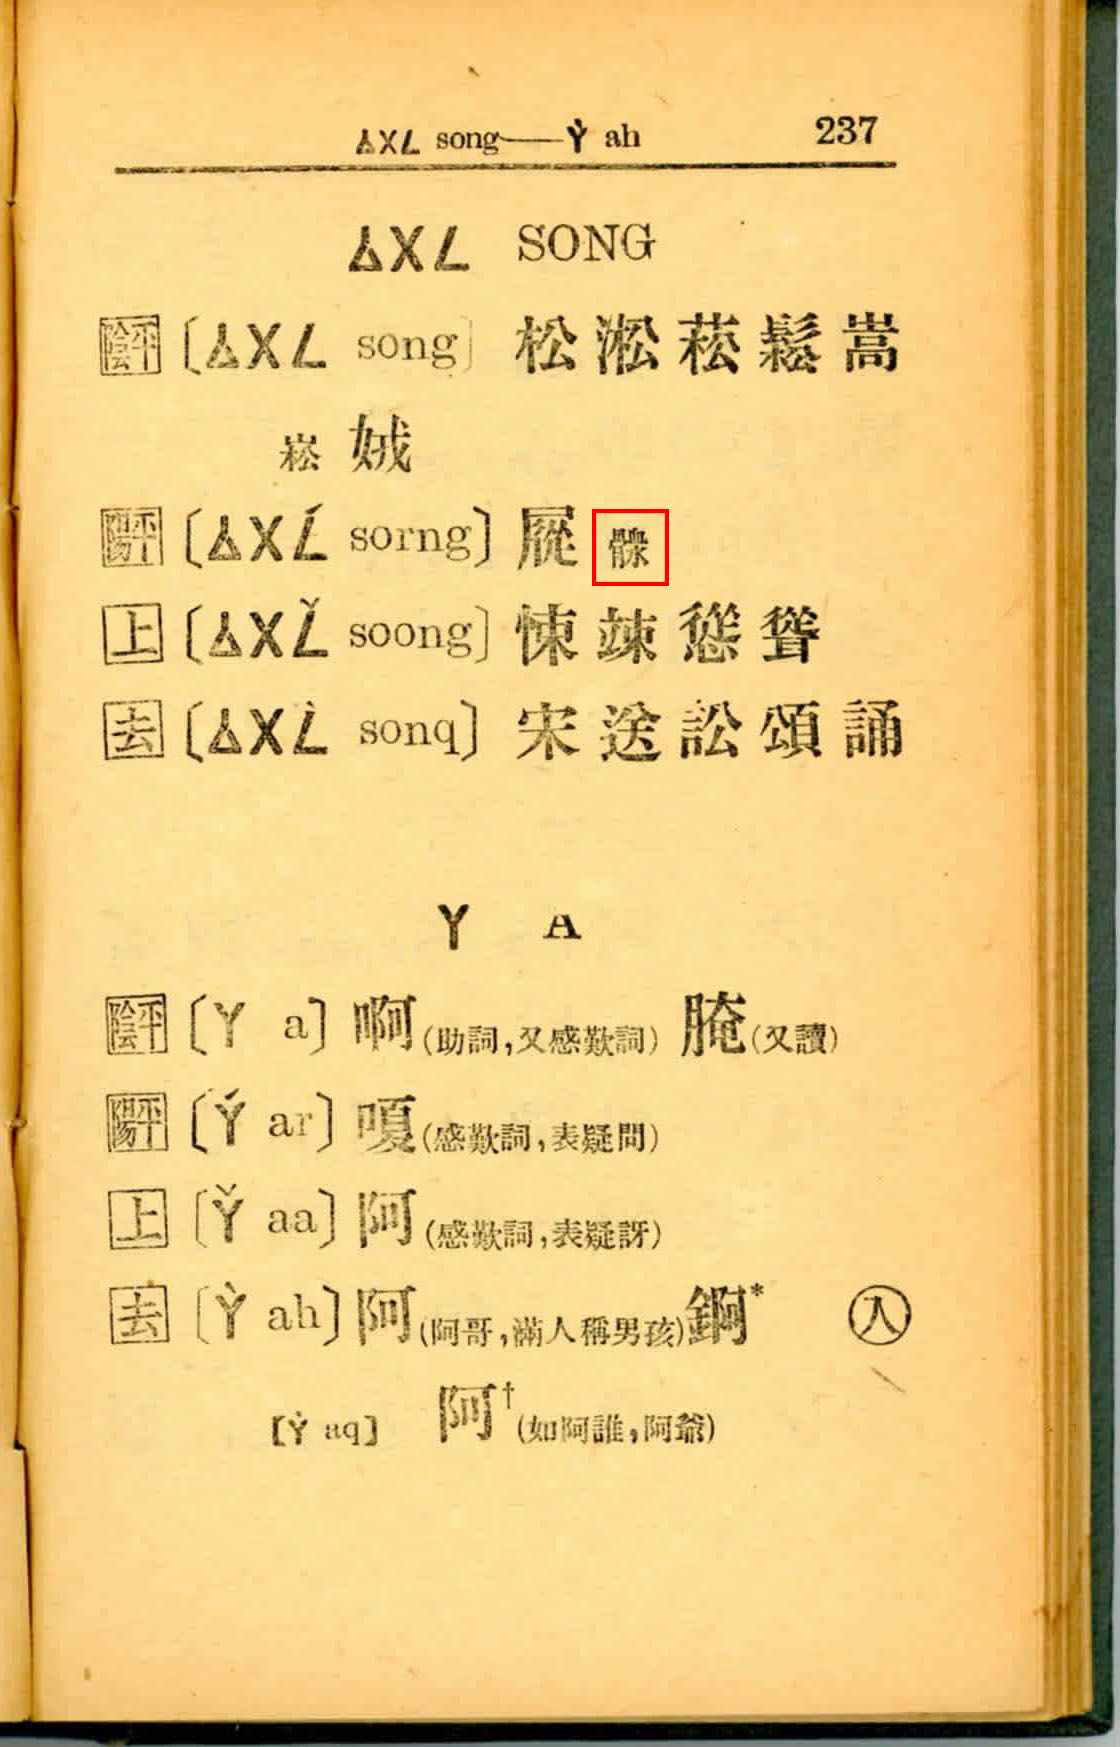 ㄙㄨㄥ song——ㄚˋ ah 237
ㄙㄨㄥ SONG
陰平 〔ㄙㄨㄥ song〕 松 淞 菘 鬆 嵩
崧 娀
陽平 〔ㄙㄨㄥˊ sorng〕
上 〔ㄙㄨㄥˇ soong〕 悚 竦 慫 聳
去 〔ㄙㄨㄥˋ sonq〕 宋 送 訟 頌 誦
ㄚ A
陰平 〔ㄚ a〕 啊(助詞,又感歎詞) 腌(又讀)
陽平 〔ㄚˊ ar〕 嗄(感歎詞,表疑問)
上 〔ㄚˇ aa〕 阿(感歎詞,表疑訝)
去 〔ㄚˋ ah〕 阿(阿哥,滿人稱男孩)錒* 入
【ㄚˋ aq】 阿†(如阿誰,阿爺)